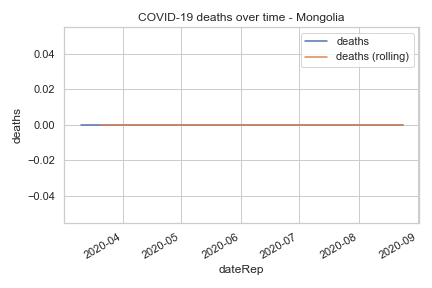 COVID-19 deaths over time - Mongolia
deaths
deaths (rolling)
0.04
0.02
0.00
−0.02
−0.04
deaths
2020-04
2020-05
2020-06
2020-07
2020-08
2020-09
dateRep